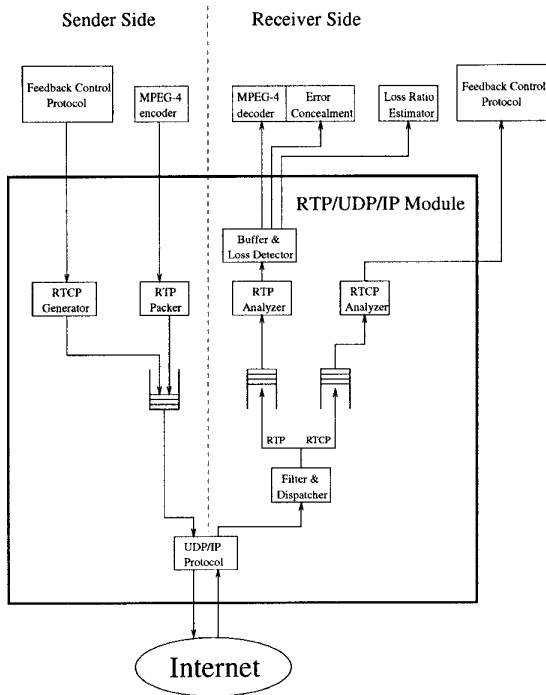 Sender Side
Receiver Side
Feedback Control
Protocol
MPEG-4
encoder
MPEG-4
decoder
Error
Concealment
Loss Ratio
Estimator
Feedback Control
Protocol
RTP/UDP/IP Module
Buffer &
Loss Detector
RTCP
Generator
RTP
Packer
RTP
Analyzer
RTCP
Analyzer
RTP
RTCP
Filter &
Dispatcher
UDP/IP
Protocol
Internet